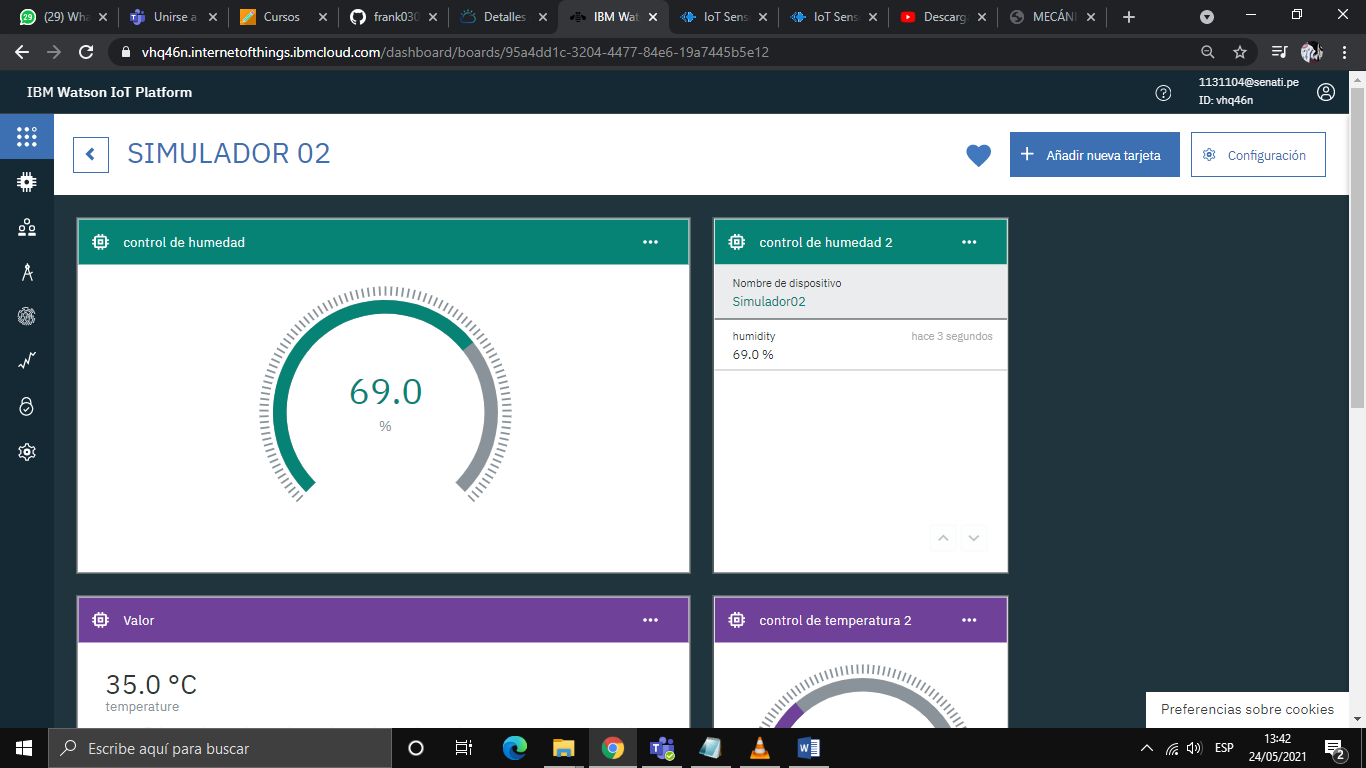 (29) Wha
Unirse a
Cursos
frank030
Detalles
IBM Wat
IoT Sens
IoT Sens
Descarga
MECÁNI
vhq46n.internetofthings.ibmcloud.com/dashboard/boards/95a4dd1c-3204-4477-84e6-19a7445b5e12
IBM Watson IoT Platform
1131104@senati.pe
ID: vhq46n
SIMULADOR 02
Añadir nueva tarjeta
Configuración
control de humedad
69.0
%
control de humedad 2
Nombre de dispositivo
Simulador02
humidity
hace 3 segundos
69.0 %
Valor
35.0 °C
temperature
control de temperatura 2
Preferencias sobre cookies
Escribe aquí para buscar
ESP
13:42
24/05/2021
2